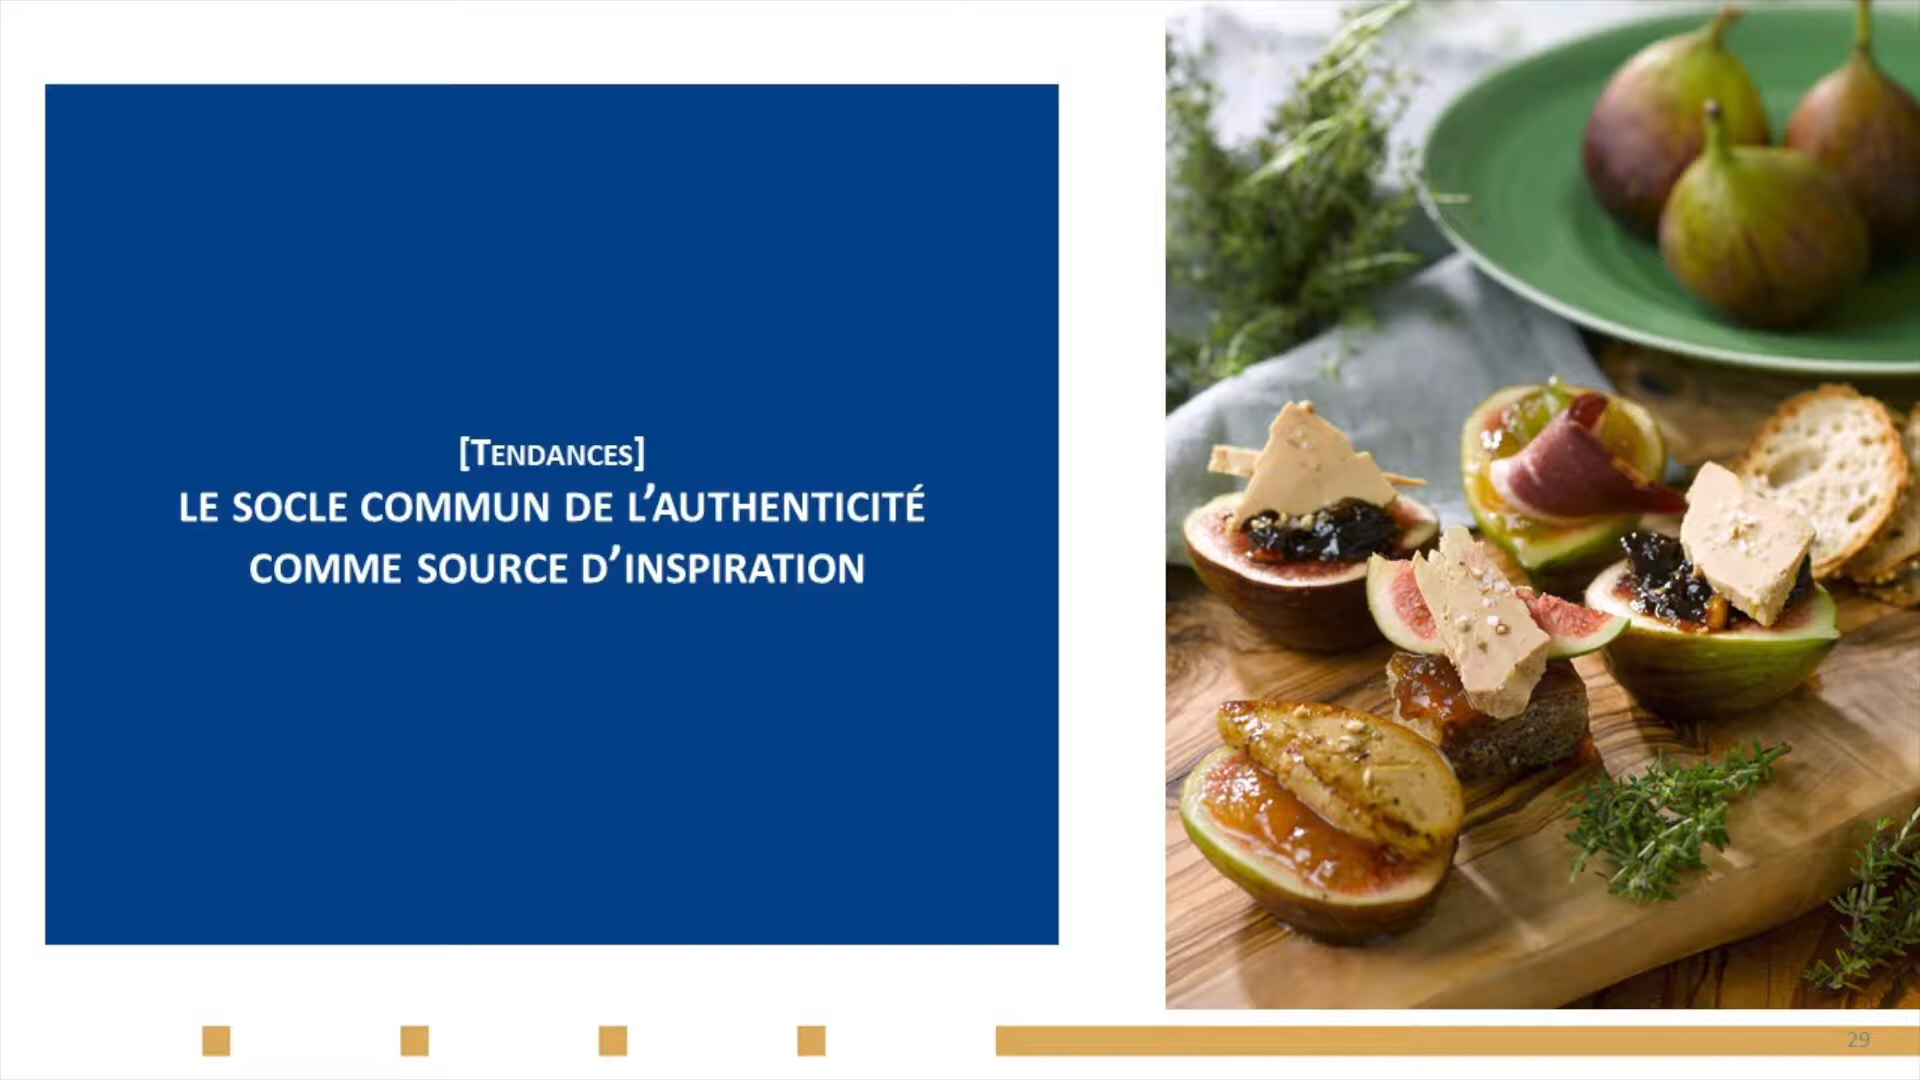 [Tendances]
LE SOCLE COMMUN DE L’AUTHENTICITÉ
COMME SOURCE D’INSPIRATION
29